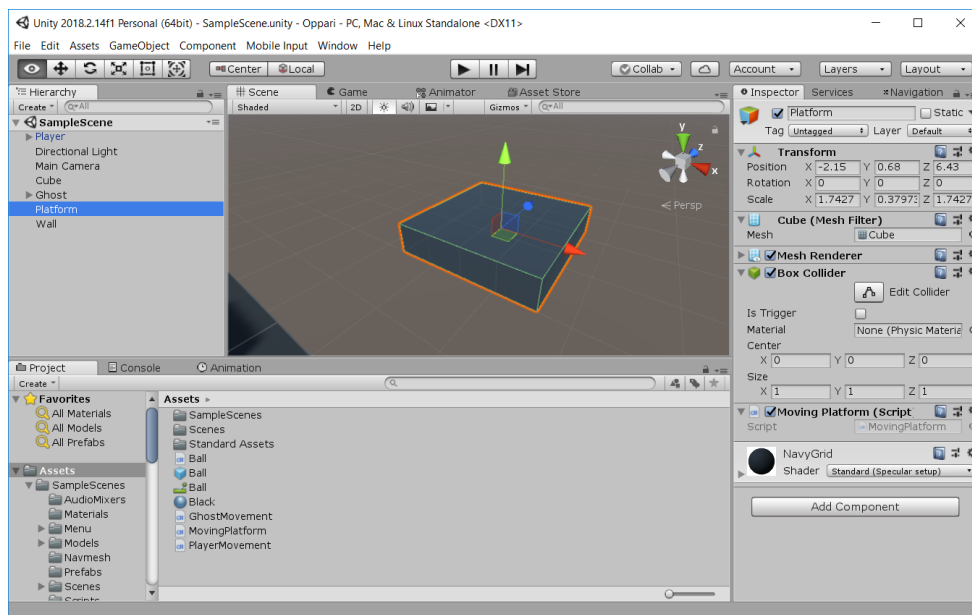 Unity 2018.2.14f1 Personal (64bit) - SampleScene.unity - Oppari - PC, Mac & Linux Standalone <DX11>
File Edit Assets GameObject Component Mobile Input Window Help
Center Local Collab Account Layers Layout
Hierarchy
Create All
SampleScene
Player
Directional Light
Main Camera
Cube
Ghost
Platform
Wall
Scene Game Animator Asset Store
Shaded 2D Gizmos All
y
z
x
Persp
Inspector Services Navigation
Platform Static
Tag Untagged Layer Default
Transform
Position X -2.15 Y 0.68 Z 6.43
Rotation X 0 Y 0 Z 0
Scale X 1.7427 Y 0.37973 Z 1.7427
Cube (Mesh Filter)
Mesh Cube
Mesh Renderer
Box Collider
Edit Collider
Is Trigger
Material None (Physic Materia
Center
X 0 Y 0 Z 0
Size
X 1 Y 1 Z 1
Moving Platform (Script
Script MovingPlatform
NavyGrid
Shader Standard (Specular setup)
Add Component
Project Console Animation
Create
Favorites
All Materials
All Models
All Prefabs
Assets
SampleScenes
AudioMixers
Materials
Menu
Models
Navmesh
Prefabs
Scenes
Scripts
Assets
SampleScenes
Scenes
Standard Assets
Ball
Ball
Ball
Black
GhostMovement
MovingPlatform
PlayerMovement